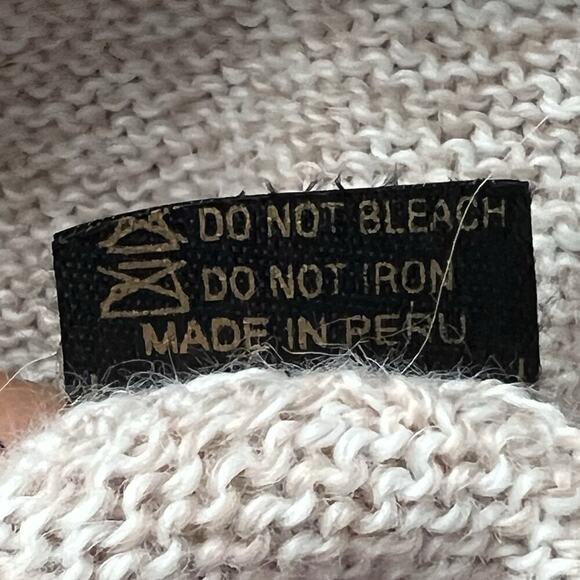 DO NOT BLEACH
DO NOT IRON
MADE IN PERU